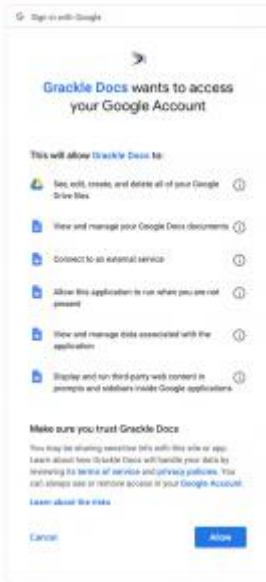 Sign in with Google
Grackle Docs wants to access
your Google Account
This will allow Grackle Docs to:
See, edit, create, and delete all of your Google
Drive files
View and manage your Google Docs documents
Connect to an external service
Allow this application to run when you are not
present
View and manage data associated with the
application
Display and run third-party web content in
prompts and sidebars inside Google applications
Make sure you trust Grackle Docs
You may be sharing sensitive info with this site or app.
Learn about how Grackle Docs will handle your data by
reviewing its terms of service and privacy policies. You
can always see or remove access in your Google Account.
Learn about the risks
Cancel
Allow